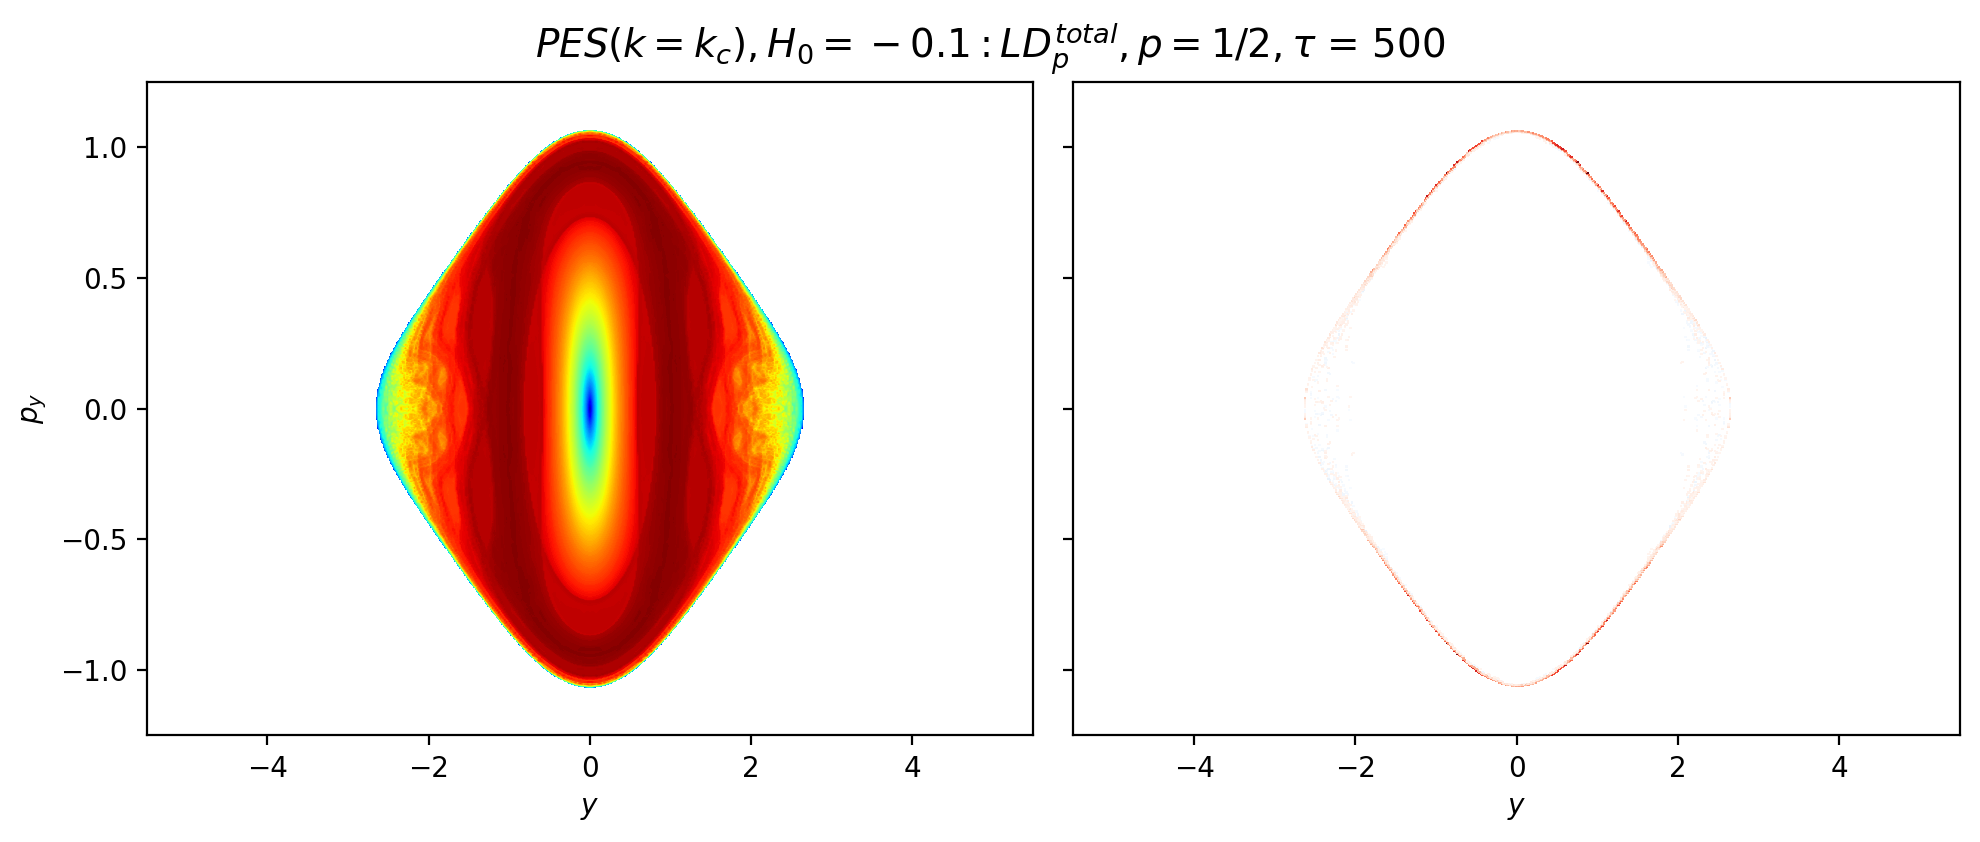 PES(k = k_c), H_0 = −0.1 : LD_p^{total}, p = 1/2, τ = 500
1.0
0.5
0.0
−0.5
−1.0
p_y
−4 −2 0 2 4
y
−4 −2 0 2 4
y